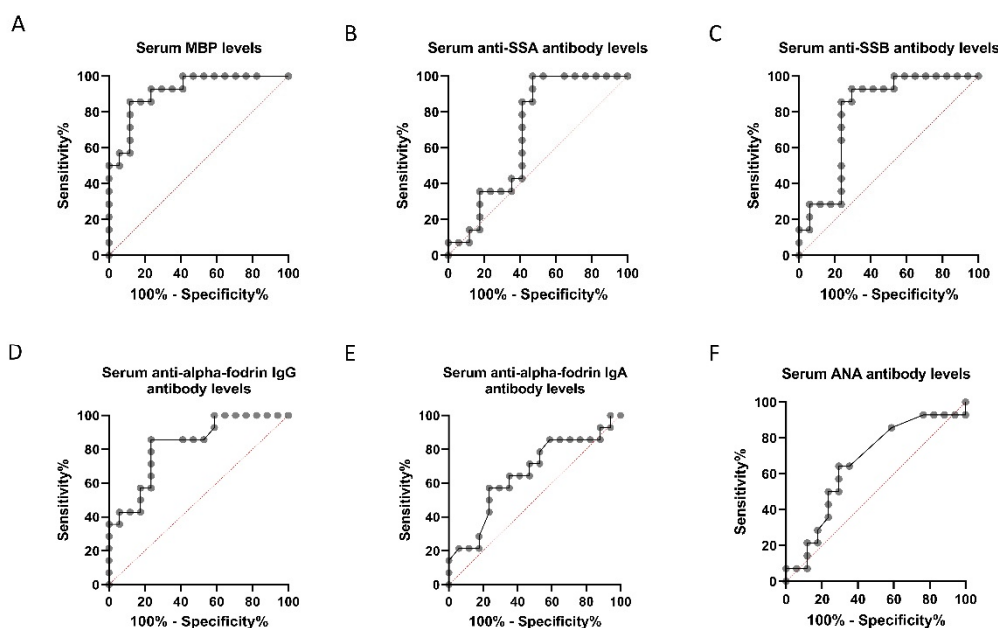 A
Serum MBP levels
100
80
60
40
20
0
Sensitivity%
0 20 40 60 80 100
100% - Specificity%
B
Serum anti-SSA antibody levels
100
80
60
40
20
0
Sensitivity%
0 20 40 60 80 100
100% - Specificity%
C
Serum anti-SSB antibody levels
100
80
60
40
20
0
Sensitivity%
0 20 40 60 80 100
100% - Specificity%
D
Serum anti-alpha-fodrin IgG
antibody levels
100
80
60
40
20
0
Sensitivity%
0 20 40 60 80 100
100% - Specificity%
E
Serum anti-alpha-fodrin IgA
antibody levels
100
80
60
40
20
0
Sensitivity%
0 20 40 60 80 100
100% - Specificity%
F
Serum ANA antibody levels
100
80
60
40
20
0
Sensitivity%
0 20 40 60 80 100
100% - Specificity%